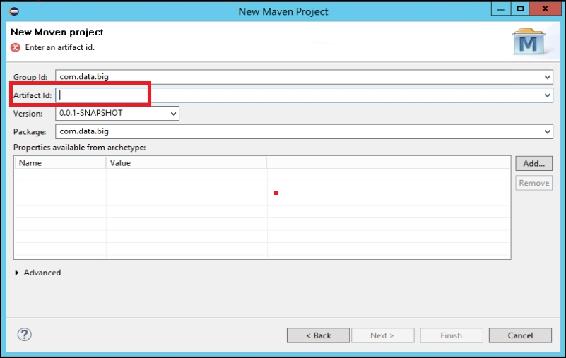 New Maven Project
New Maven project
Enter an artifact id.
Group Id: com.data.big
Artifact Id:
Version: 0.0.1-SNAPSHOT
Package: com.data.big
Properties available from archetype:
Name Value
Add...
Remove
Advanced
? < Back Next > Finish Cancel